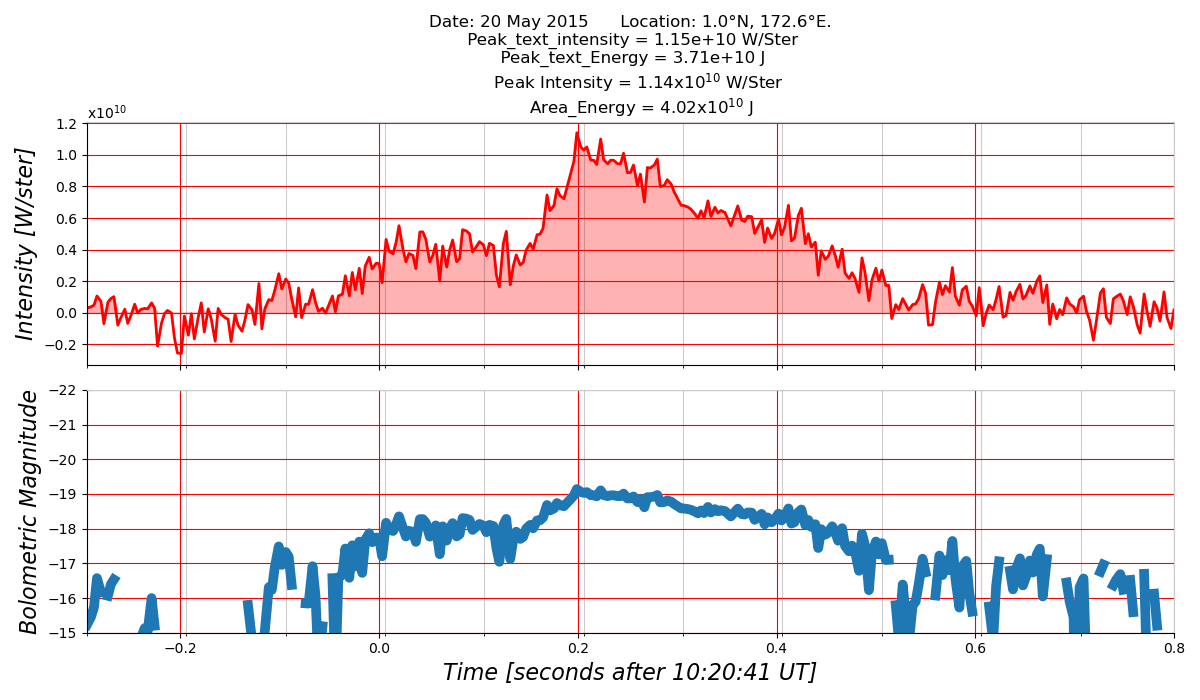 Date: 20 May 2015 Location: 1.0°N, 172.6°E.
Peak_text_intensity = 1.15e+10 W/Ster
Peak_text_Energy = 3.71e+10 J
Peak Intensity = 1.14x10¹⁰ W/Ster
Area_Energy = 4.02x10¹⁰ J
x10¹⁰
1.2
1.0
0.8
0.6
0.4
0.2
0.0
−0.2
Intensity [W/ster]
−22
−21
−20
−19
−18
−17
−16
−15
Bolometric Magnitude
−0.2 0.0 0.2 0.4 0.6 0.8
Time [seconds after 10:20:41 UT]